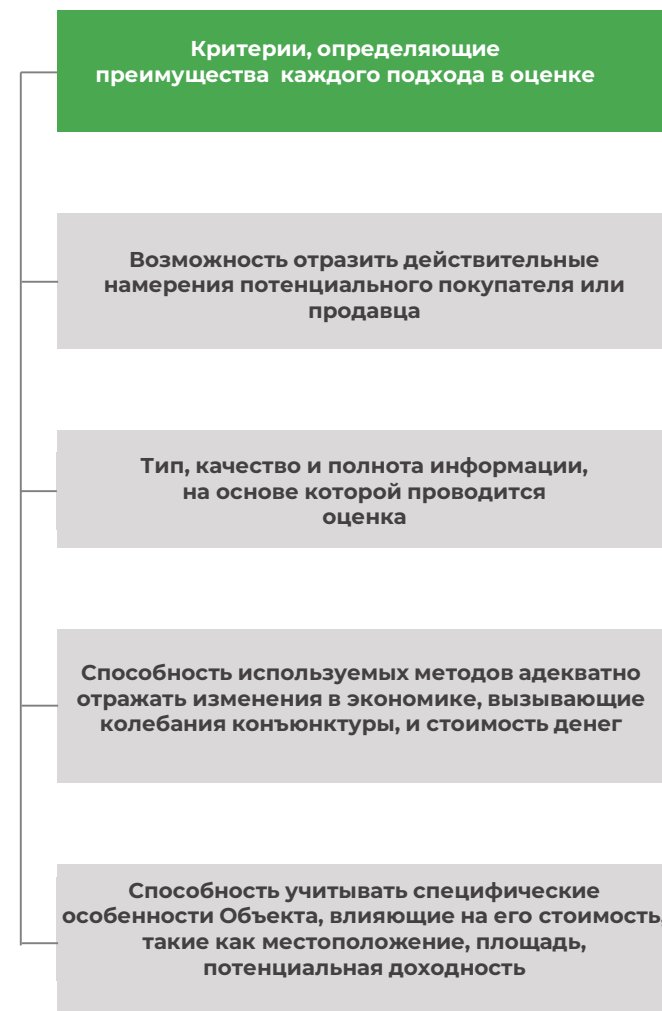 Критерии, определяющие
преимущества каждого подхода в оценке
Возможность отразить действительные
намерения потенциального покупателя или
продавца
Тип, качество и полнота информации,
на основе которой проводится
оценка
Способность используемых методов адекватно
отражать изменения в экономике, вызывающие
колебания конъюнктуры, и стоимость денег
Способность учитывать специфические
особенности Объекта, влияющие на его стоимость,
такие как местоположение, площадь,
потенциальная доходность